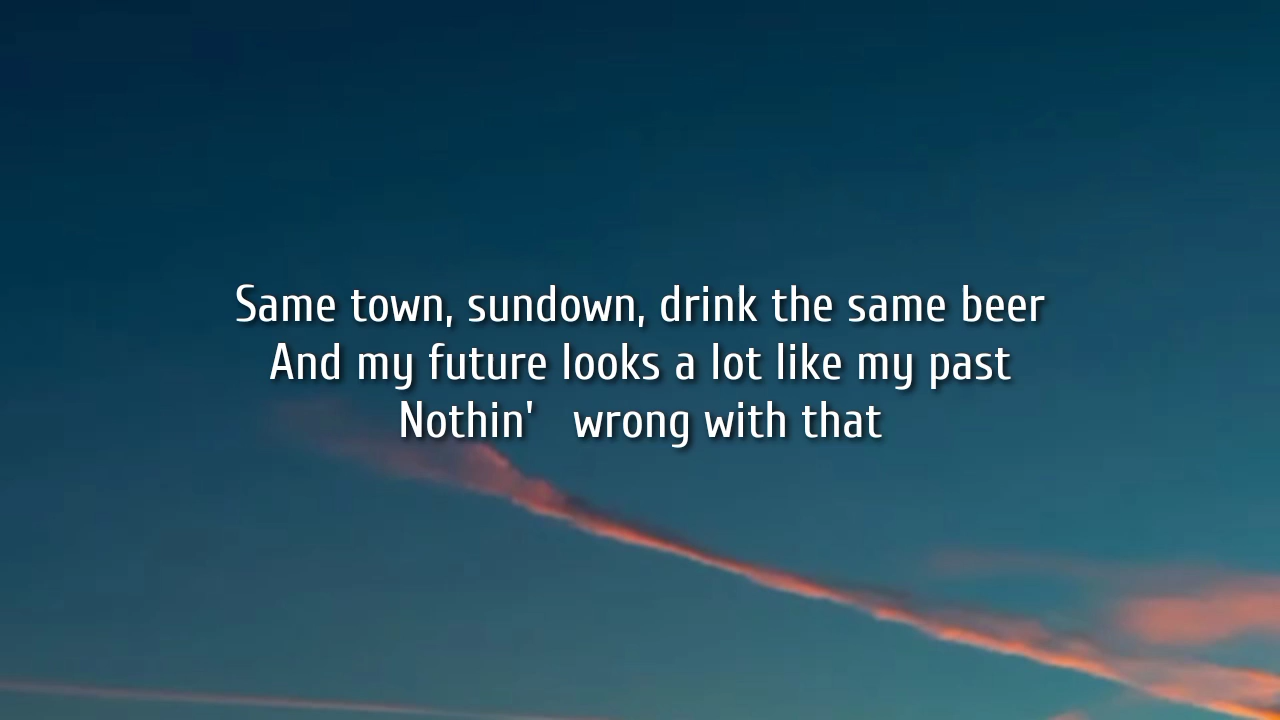 Same town, sundown, drink the same beer
And my future looks a lot like my past
Nothin'   wrong with that